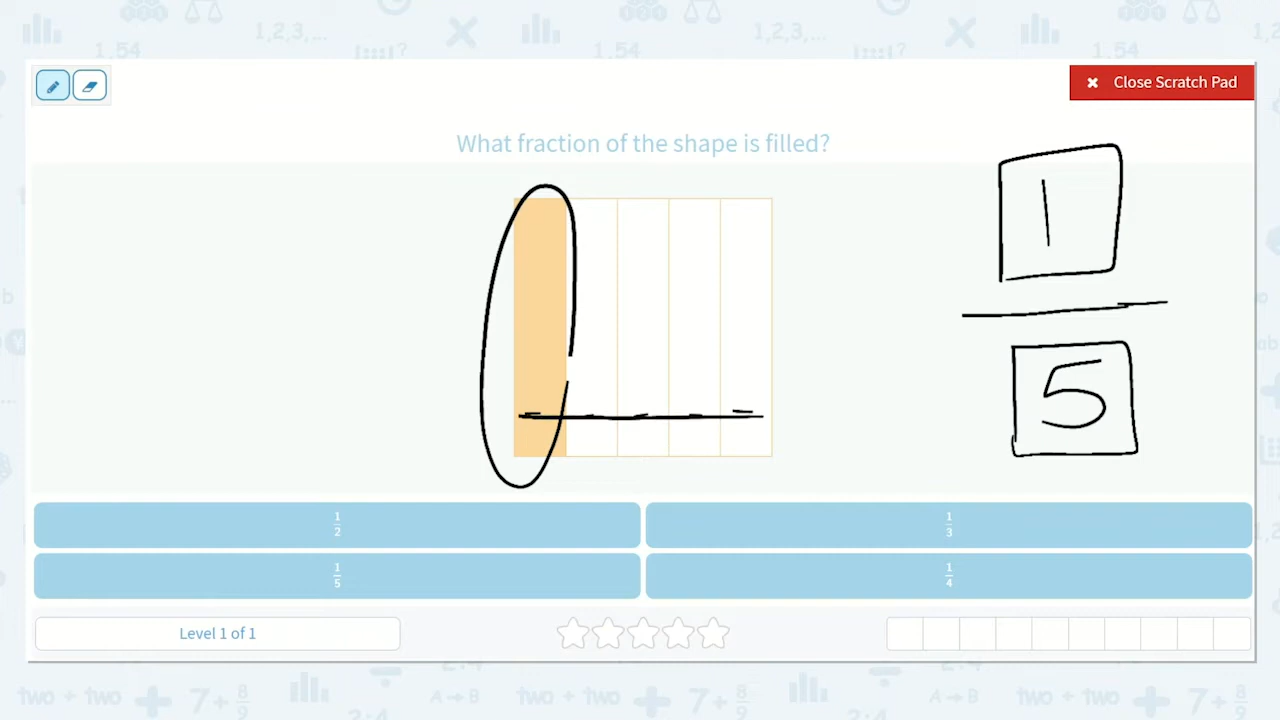 Close Scratch Pad
What fraction of the shape is filled?
1
5
1/2
1/3
1/5
1/4
Level 1 of 1